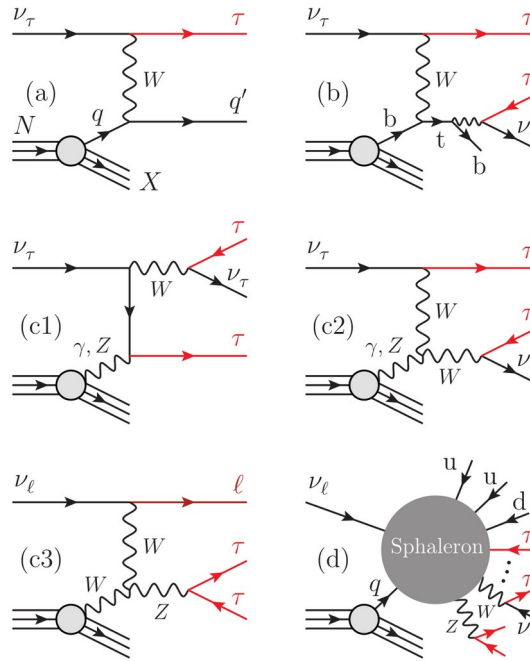 ν_τ τ ν_τ τ
W W
(a) q q′ (b) b τ
N t ν
X b
τ
ν_τ ν_τ τ
W ν_τ W
(c1) τ (c2) τ
γ, Z γ, Z W ν
u u
ν_ℓ ℓ ν_ℓ d
W Sphaleron τ
(c3) τ (d) τ
W q W
Z τ Z ν